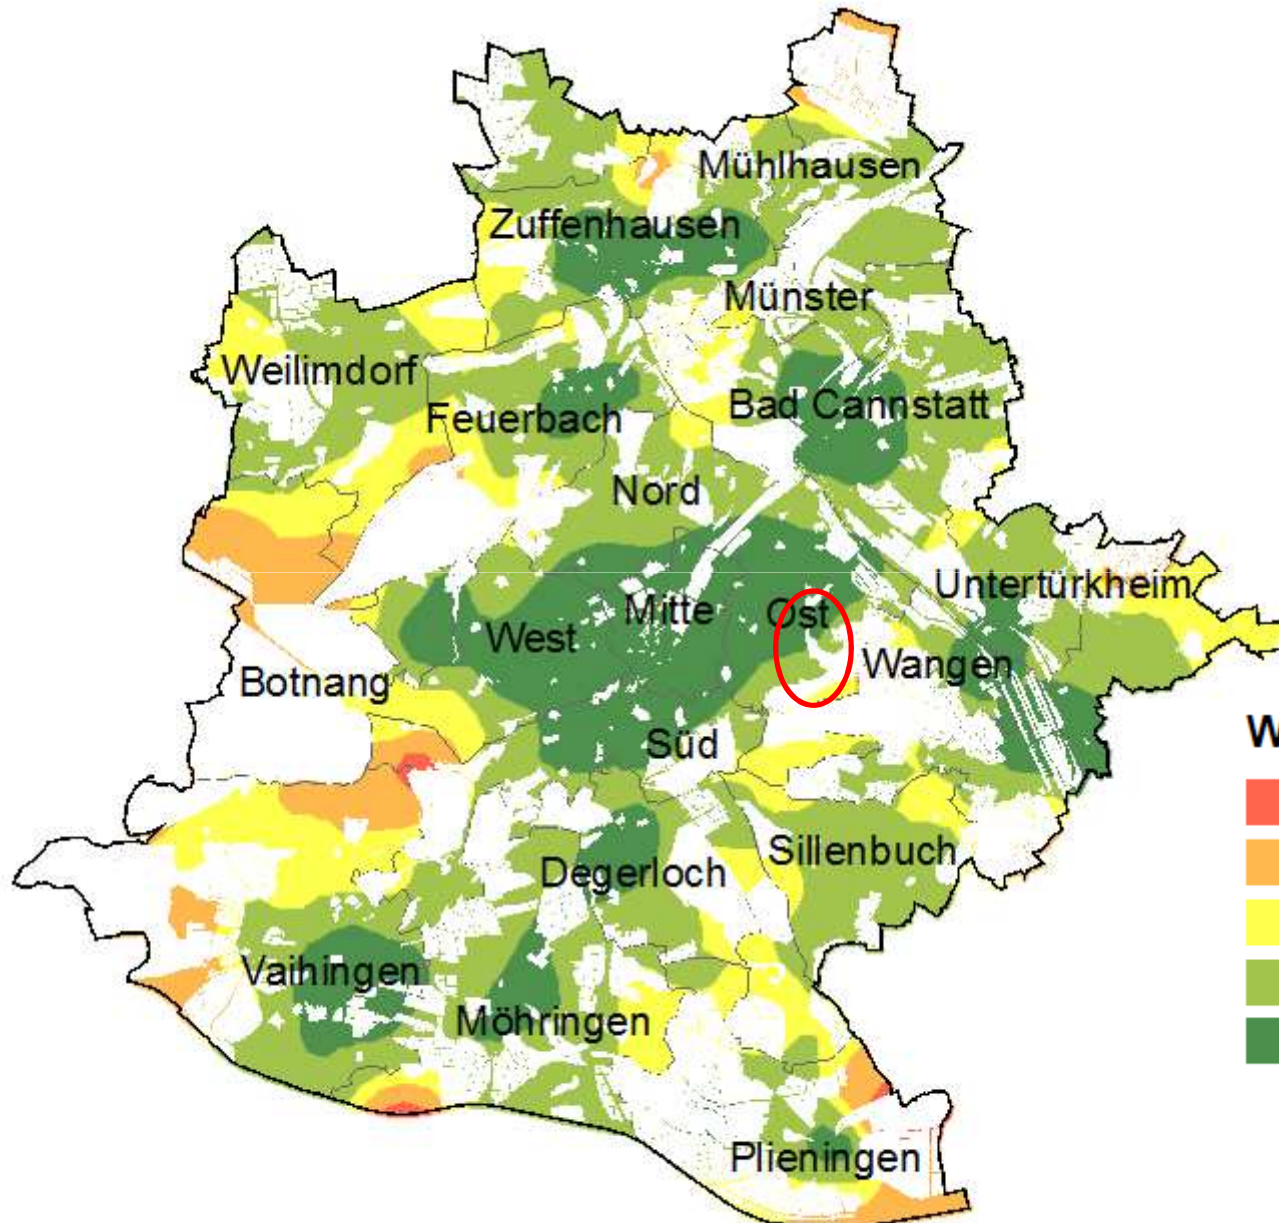 Mühlhausen
Zuffenhausen
Münster
Weilimdorf
Feuerbach
Bad Cannstatt
Nord
Untertürkheim
Mitte
Ost
West
Wangen
Botnang
Süd
W
Sillenbuch
Degerloch
Vaihingen
Möhringen
Plieningen